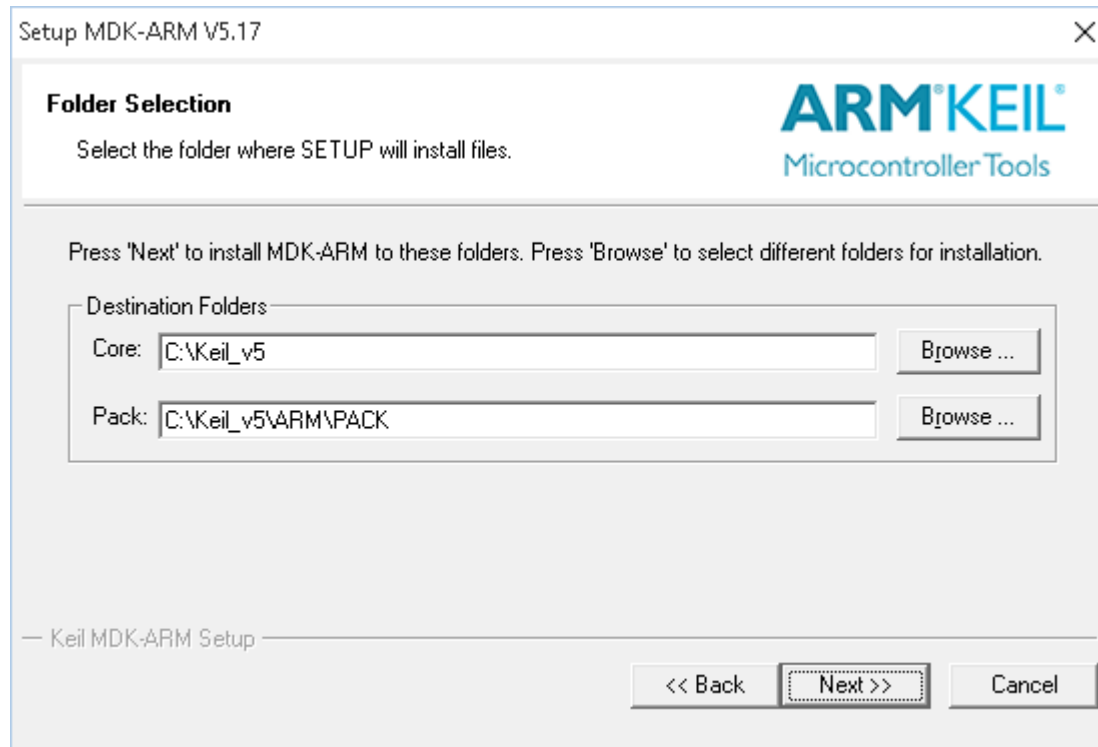 Setup MDK-ARM V5.17
Folder Selection
Select the folder where SETUP will install files.
ARM®KEIL®
Microcontroller Tools
Press 'Next' to install MDK-ARM to these folders. Press 'Browse' to select different folders for installation.
Destination Folders
Core: C:\Keil_v5 Browse ...
Pack: C:\Keil_v5\ARM\PACK Browse ...
Keil MDK-ARM Setup
<< Back Next >> Cancel